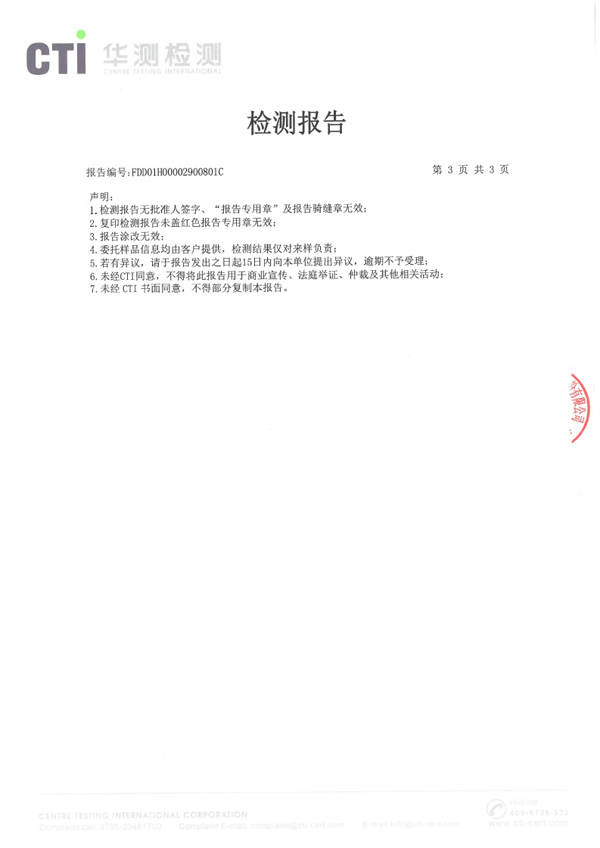 CTI 华测检测
CENTRE TESTING INTERNATIONAL
检测报告
报告编号:FDD01H00002900801C
第 3 页 共 3 页
声明:
1.检测报告无批准人签字、“报告专用章”及报告骑缝章无效;
2.复印检测报告未盖红色报告专用章无效;
3.报告涂改无效;
4.委托样品信息均由客户提供，检测结果仅对来样负责;
5.若有异议，请于报告发出之日起15日内向本单位提出异议，逾期不予受理;
6.未经CTI同意，不得将此报告用于商业宣传、法庭举证、仲裁及其他相关活动;
7.未经 CTI 书面同意，不得部分复制本报告。
有限公司
CENTRE TESTING INTERNATIONAL CORPORATION
Hotline
www.cti-cert.com
Complaint E-mail: complaint@cti-cert.com
E-mail:info@cti-cert.com